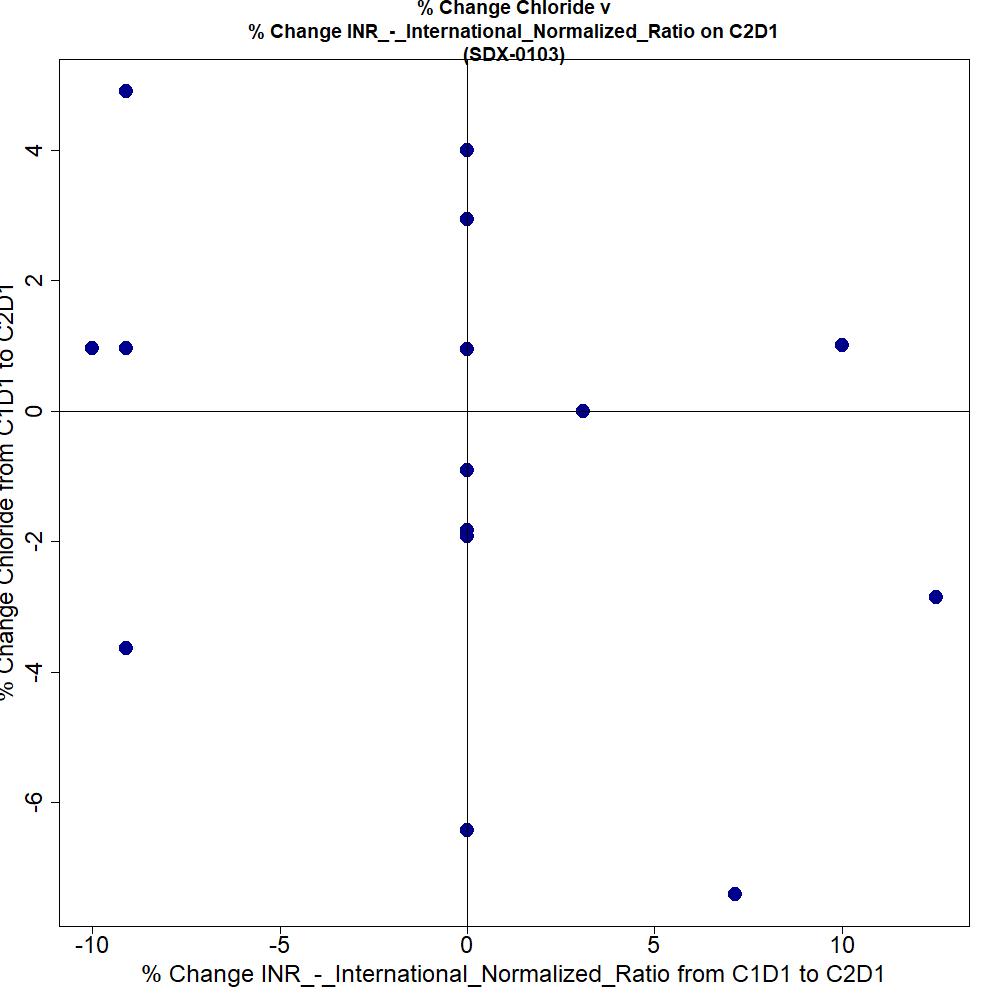 % Change Chloride v
% Change INR_-_International_Normalized_Ratio on C2D1
(SDX-0103)
% Change Chloride from C1D1 to C2D1
4
2
0
-2
-4
-6
-10
-5
0
5
10
% Change INR_-_International_Normalized_Ratio from C1D1 to C2D1